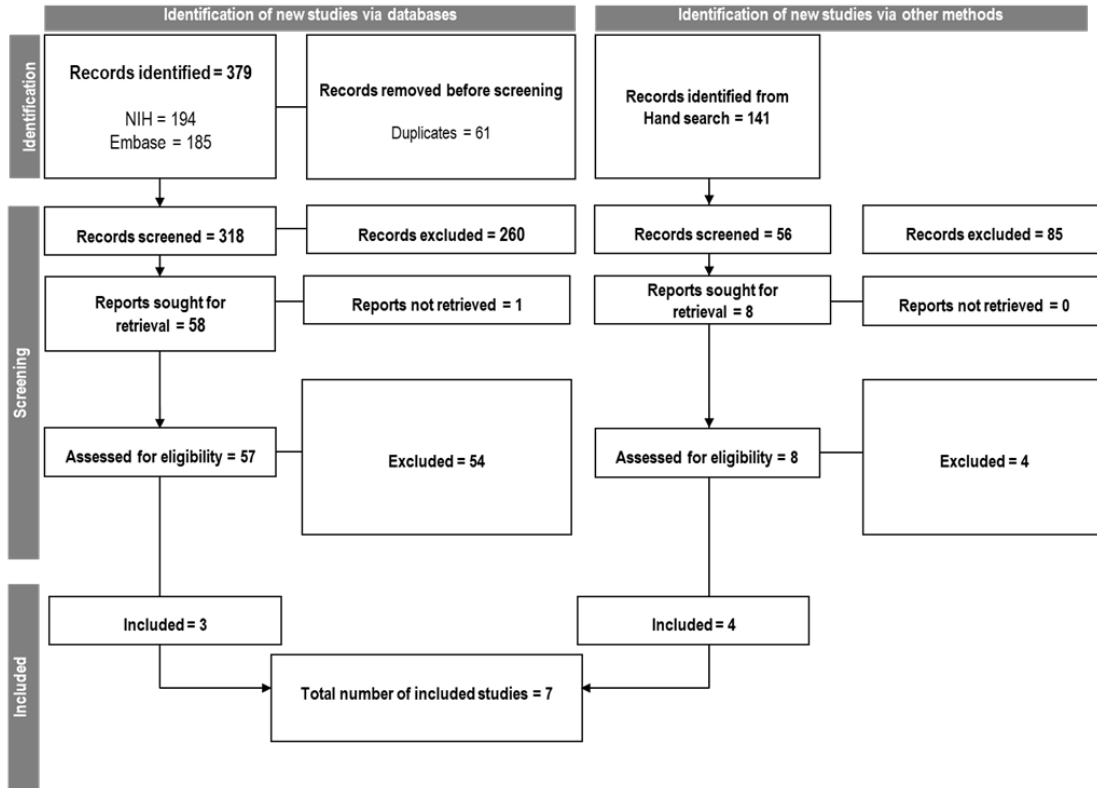 Identification of new studies via databases
Identification of new studies via other methods
Identification
Records identified = 379
NIH = 194
Embase = 185
Records removed before screening
Duplicates = 61
Records identified from
Hand search = 141
Screening
Records screened = 318
Records excluded = 260
Records screened = 56
Records excluded = 85
Reports sought for
retrieval = 58
Reports not retrieved = 1
Reports sought for
retrieval = 8
Reports not retrieved = 0
Assessed for eligibility = 57
Excluded = 54
Assessed for eligibility = 8
Excluded = 4
Included
Included = 3
Included = 4
Total number of included studies = 7